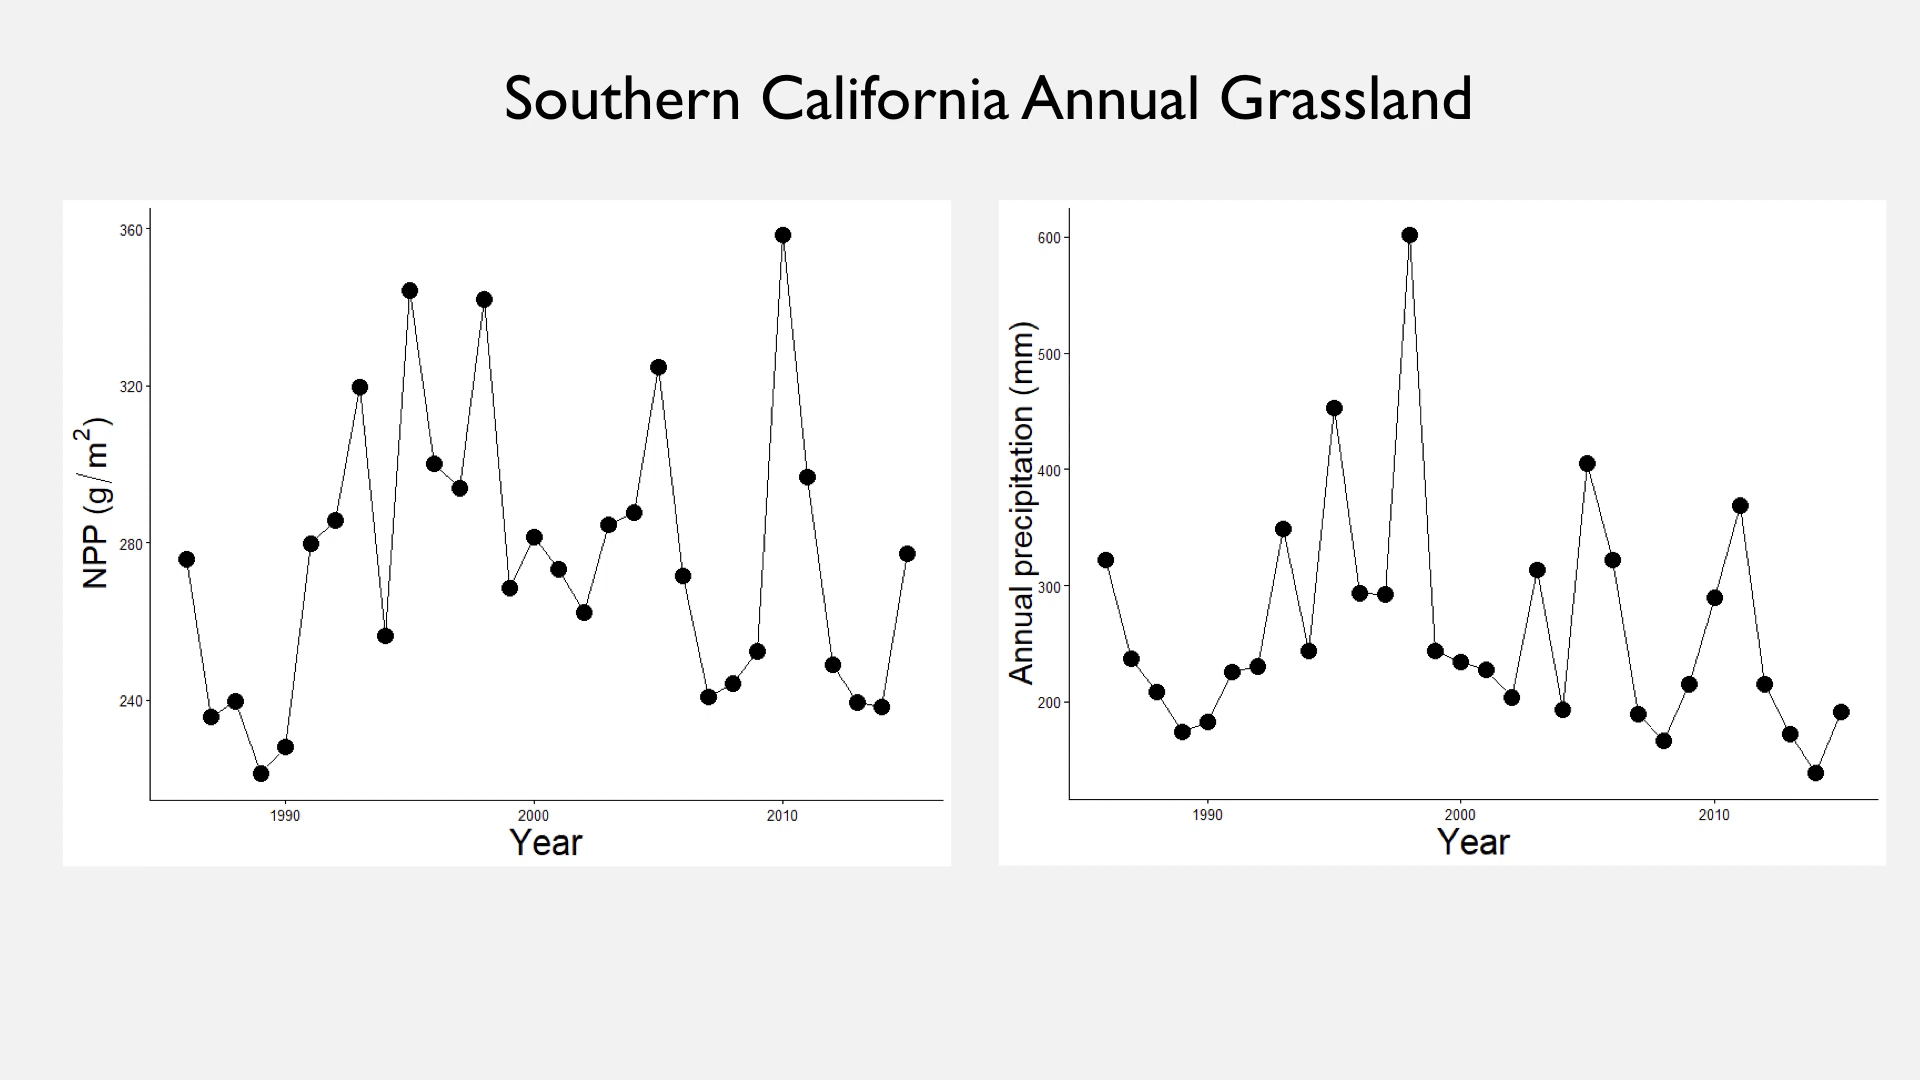 Southern California Annual Grassland
360
320
280
240
NPP (g/m²)
1990 2000 2010
Year
600
500
400
300
200
Annual precipitation (mm)
1990 2000 2010
Year